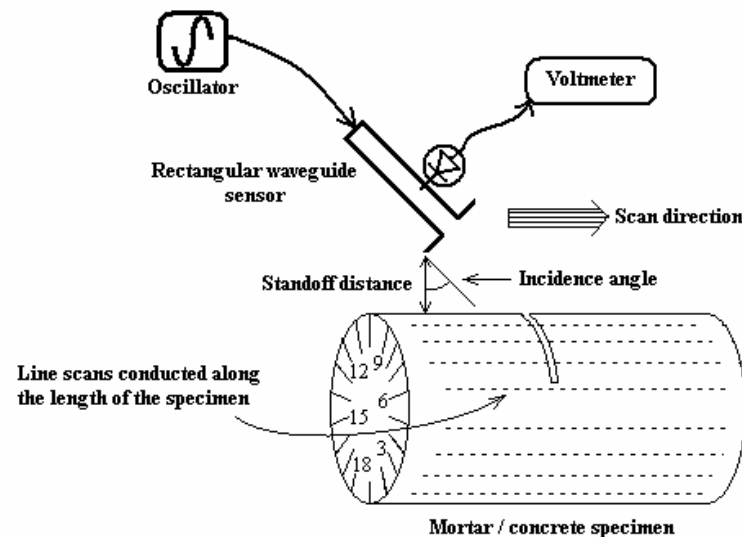 Oscillator
Voltmeter
Rectangular waveguide
sensor
Scan direction
Standoff distance
Incidence angle
Line scans conducted along
the length of the specimen
12 9
6
15
18 3
Mortar / concrete specimen